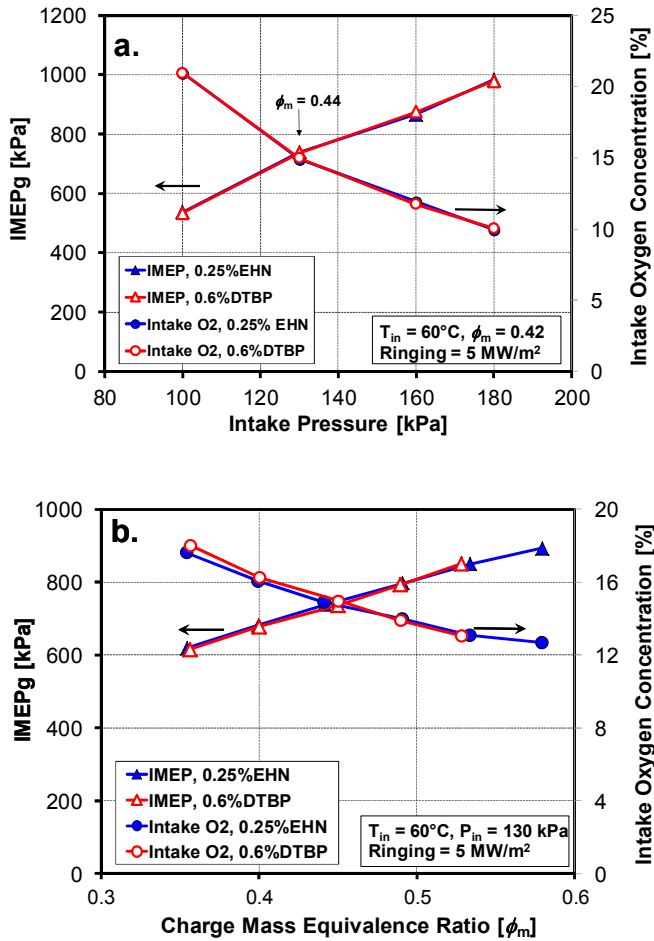 a.
1200
1000
800
600
400
200
0
IMEPg [kPa]
25
20
15
10
5
0
Intake Oxygen Concentration [%]
ϕm = 0.44
IMEP, 0.25%EHN
IMEP, 0.6%DTBP
Intake O2, 0.25% EHN
Intake O2, 0.6%DTBP
Tin = 60°C, ϕm = 0.42
Ringing = 5 MW/m²
80 100 120 140 160 180 200
Intake Pressure [kPa]
b.
1000
800
600
400
200
0
IMEPg [kPa]
20
16
12
8
4
0
Intake Oxygen Concentration [%]
IMEP, 0.25%EHN
IMEP, 0.6%DTBP
Intake O2, 0.25%EHN
Intake O2, 0.6%DTBP
Tin = 60°C, Pin = 130 kPa
Ringing = 5 MW/m²
0.3 0.4 0.5 0.6
Charge Mass Equivalence Ratio [ϕm]